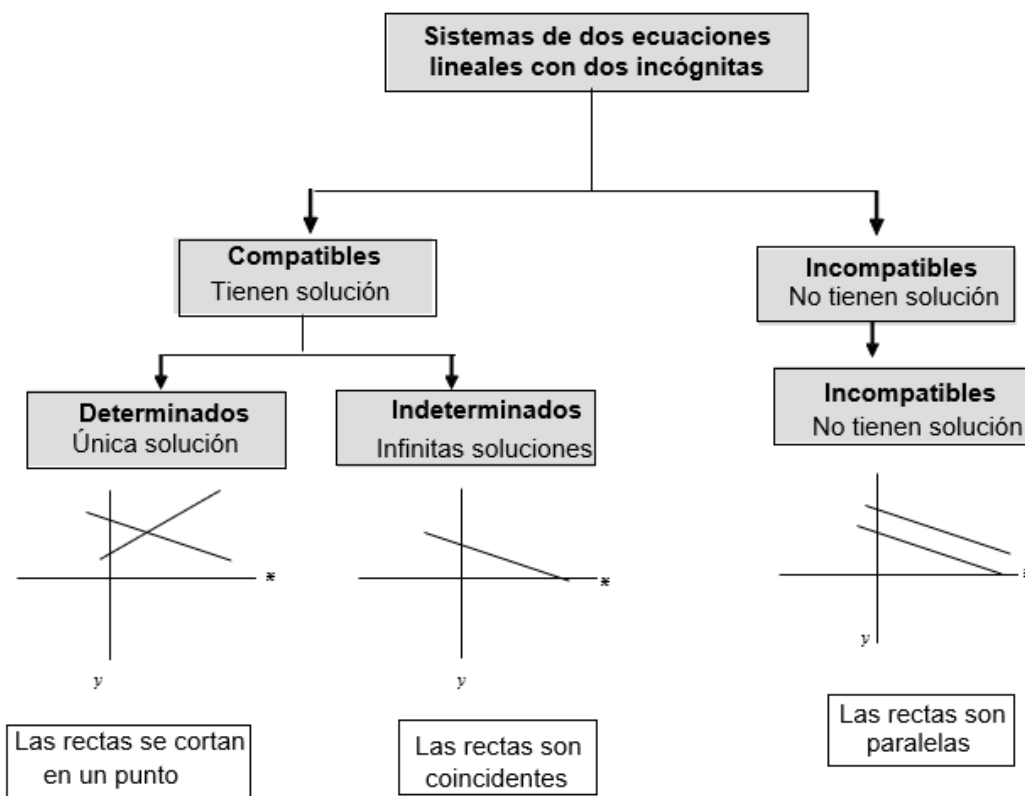 Sistemas de dos ecuaciones
lineales con dos incógnitas
Compatibles
Tienen solución
Incompatibles
No tienen solución
Determinados
Única solución
Indeterminados
Infinitas soluciones
Incompatibles
No tienen solución
y
y
y
Las rectas se cortan
en un punto
Las rectas son
coincidentes
Las rectas son
paralelas